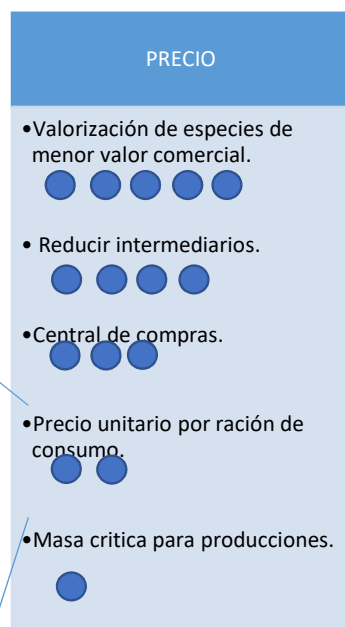 PRECIO
•Valorización de especies de
menor valor comercial.
• Reducir intermediarios.
•Central de compras.
•Precio unitario por ración de
consumo.
•Masa critica para producciones.